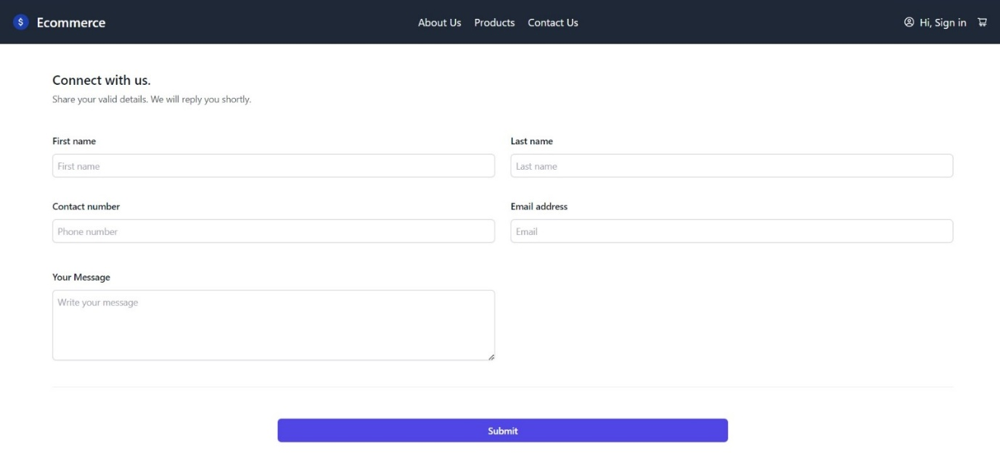 $ Ecommerce About Us Products Contact Us Hi, Sign in
Connect with us.
Share your valid details. We will reply you shortly.
First name Last name
First name Last name
Contact number Email address
Phone number Email
Your Message
Write your message
Submit